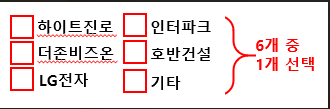 하이트진로 인터파크
더존비즈온 호반건설
LG전자 기타
6개 중
1개 선택